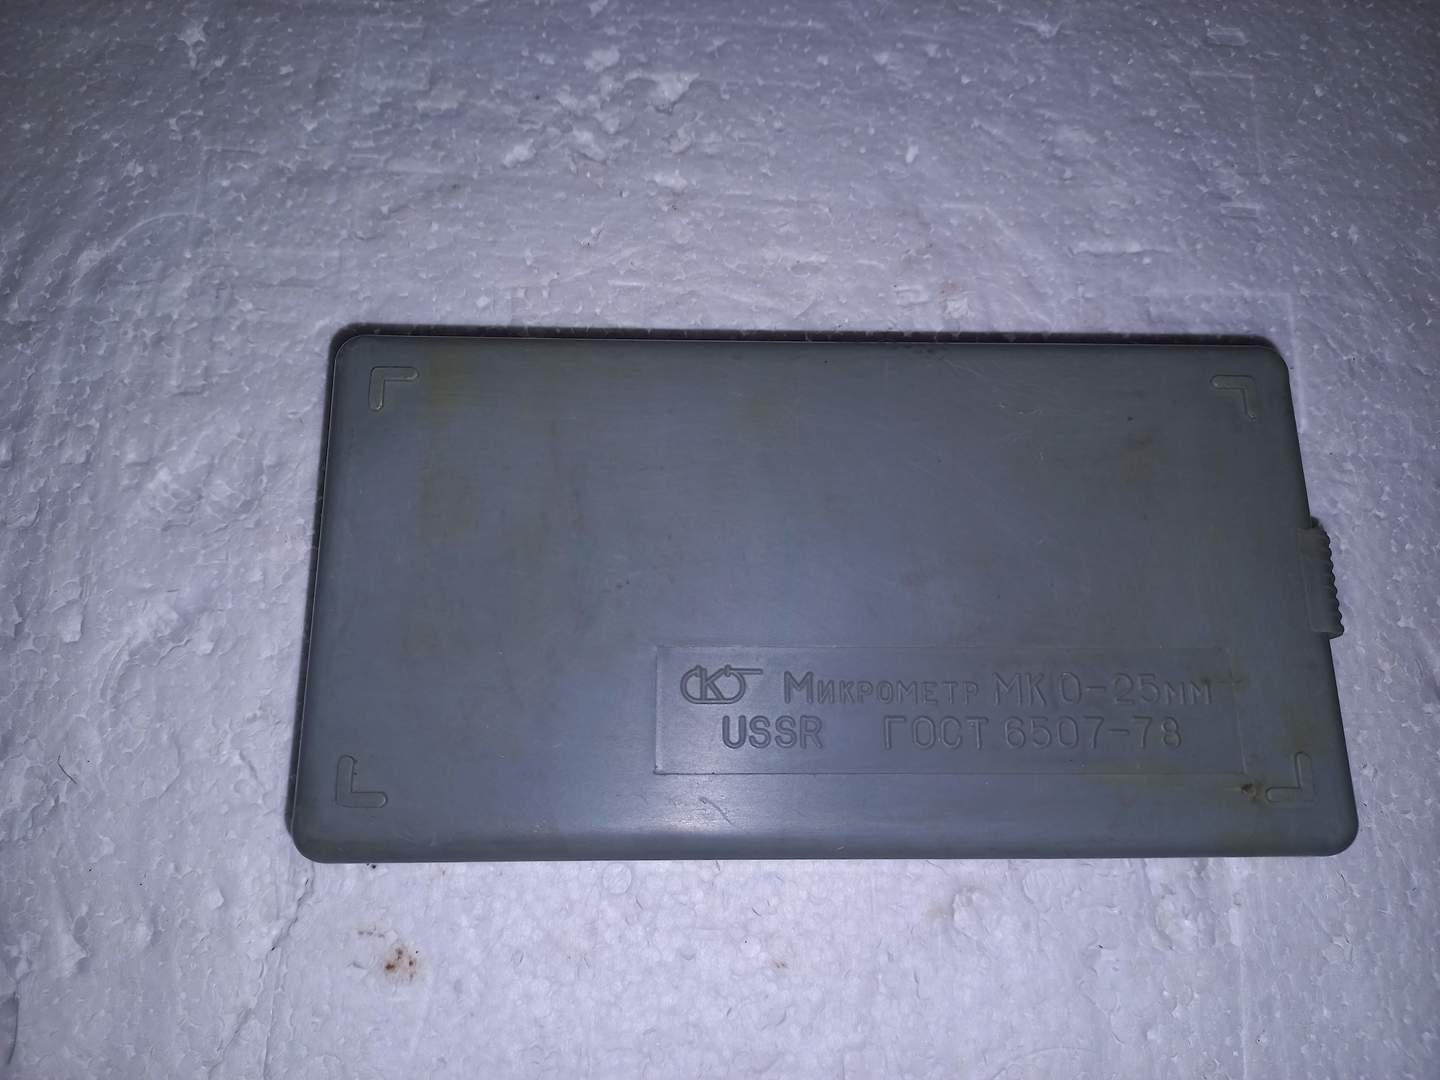 Микрометр МК 0-25мм
USSR ГОСТ 6507-78